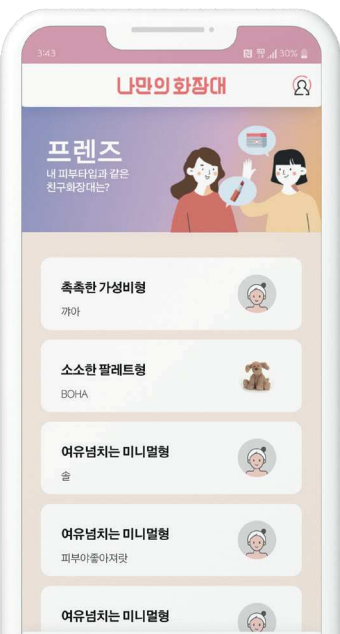 3:43
30%
나만의화장대
프렌즈
내 피부타입과 같은
친구화장대는?
촉촉한 가성비형
꺄아
소소한 팔레트형
BOHA
여유넘치는 미니멀형
솔
여유넘치는 미니멀형
피부야좋아져랏
여유넘치는 미니멀형